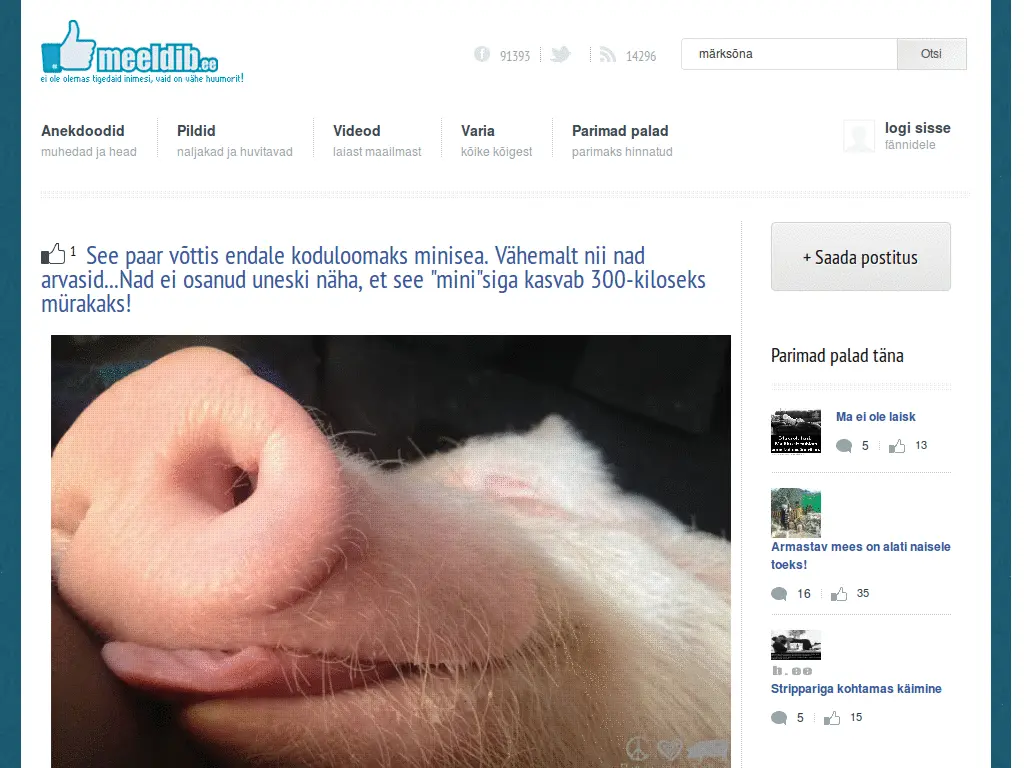 meeldib.ee
ei ole olemas tigedaid inimesi, vaid on vähe huumorit!
91393
14296
märksõna
Otsi
Anekdoodid
muhedad ja head
Pildid
naljakad ja huvitavad
Videod
laiast maailmast
Varia
kõike kõigest
Parimad palad
parimaks hinnatud
logi sisse
fännidele
1 See paar võttis endale koduloomaks minisea. Vähemalt nii nad
arvasid...Nad ei osanud uneski näha, et see "mini"siga kasvab 300-kiloseks
mürakaks!
+ Saada postitus
Parimad palad täna
Ma ei ole laisk
5
13
Armastav mees on alati naisele
toeks!
16
35
Strippariga kohtamas käimine
5
15